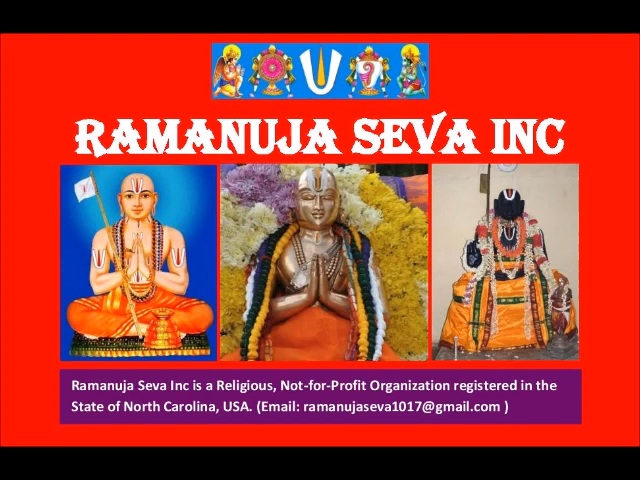 RAMANUJA SEVA INC
Ramanuja Seva Inc is a Religious, Not-for-Profit Organization registered in the
State of North Carolina, USA. (Email: ramanujaseva1017@gmail.com )